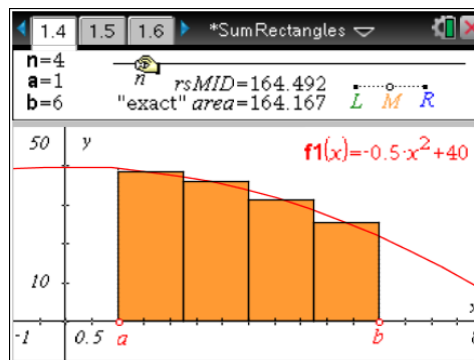 1.4 1.5 1.6 *SumRectangles
n=4
a=1
b=6
n
rsMID=164.492
"exact" area=164.167
L M R
50 y
f1(x)=-0.5·x²+40
10
x
-1 0.5 a b